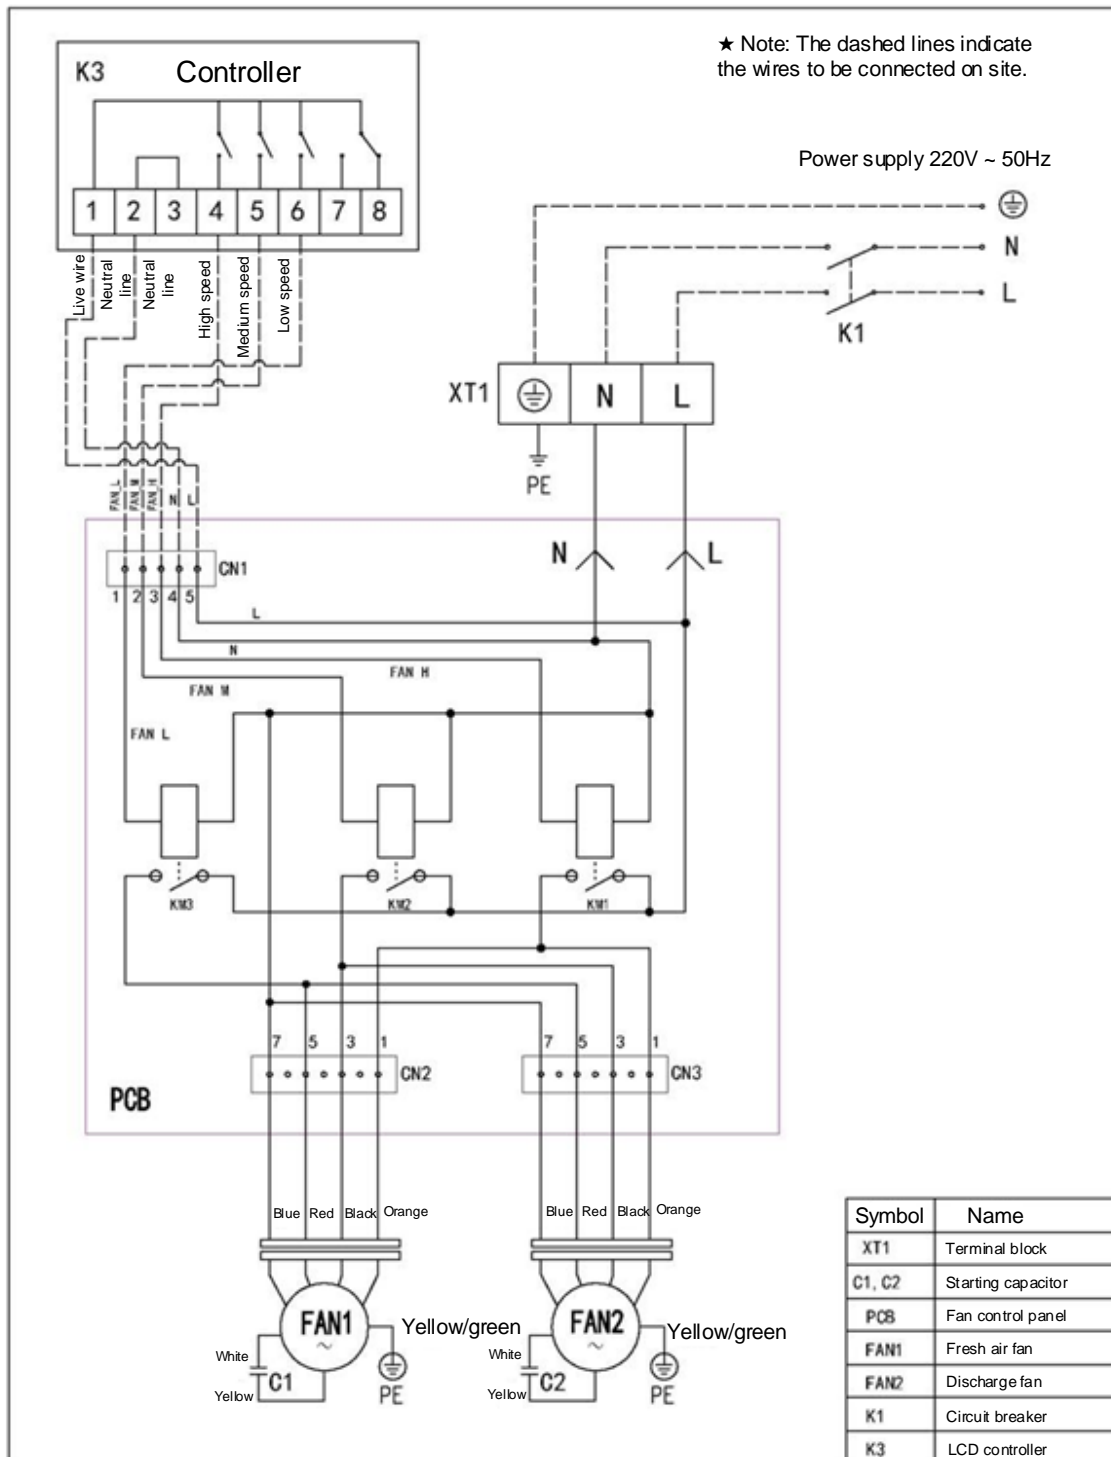 ★ Note: The dashed lines indicate
the wires to be connected on site.
K3 Controller
1 2 3 4 5 6 7 8
Power supply 220V ~ 50Hz
N
L
K1
Live wire
Neutral
line
Neutral
line
High speed
Medium speed
Low speed
XT1 N L
PE
FAN_L
FAN_M
FAN_H
N
L
CN1
1 2 3 4 5
N L
L
N
FAN H
FAN M
FAN L
KM3 KM2 KM1
7 5 3 1
CN2
7 5 3 1
CN3
PCB
Blue Red Black Orange
Blue Red Black Orange
FAN1
~
Yellow/green
White
C1
Yellow
PE
FAN2
~
Yellow/green
White
C2
Yellow
PE
Symbol Name
XT1 Terminal block
C1, C2 Starting capacitor
PCB Fan control panel
FAN1 Fresh air fan
FAN2 Discharge fan
K1 Circuit breaker
K3 LCD controller